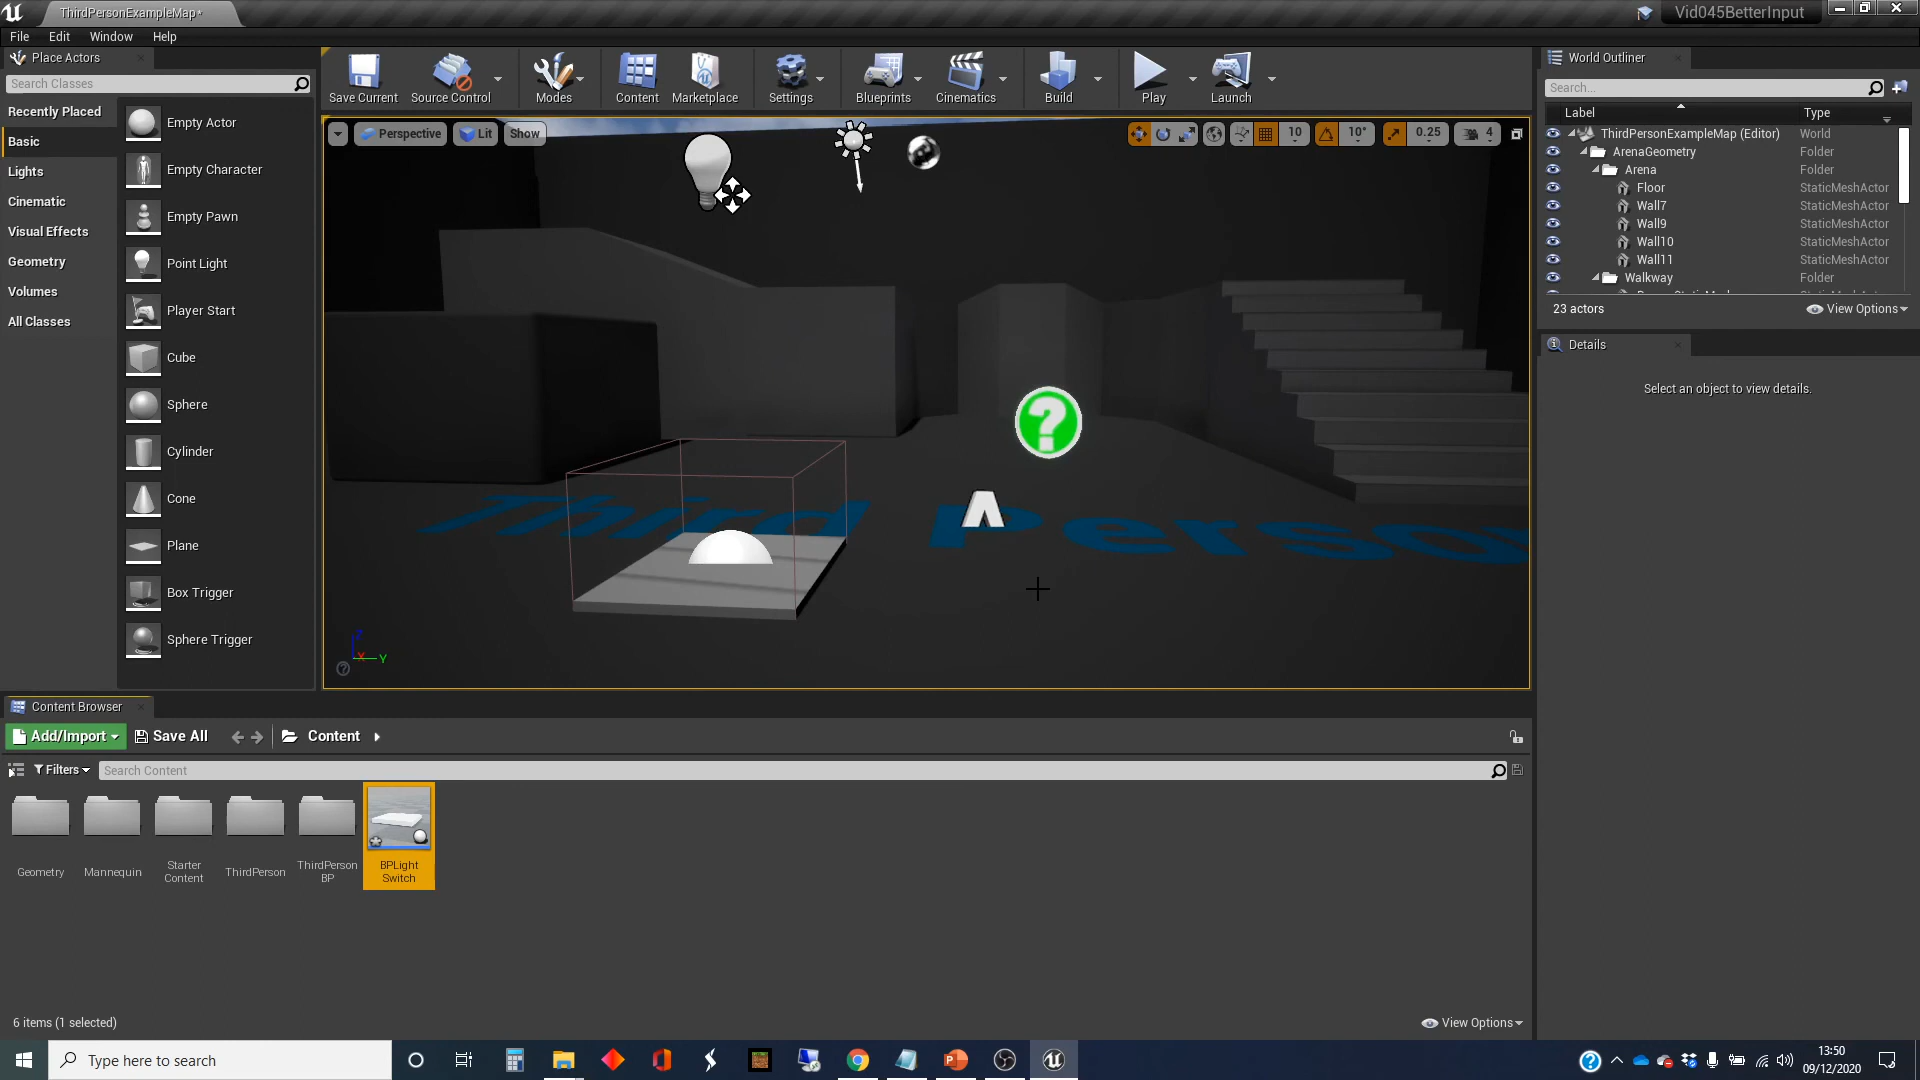 ThirdPersonExampleMap*
Vid045BetterInput
File Edit Window Help
Place Actors
Search Classes
Recently Placed
Basic
Lights
Cinematic
Visual Effects
Geometry
Volumes
All Classes
Empty Actor
Empty Character
Empty Pawn
Point Light
Player Start
Cube
Sphere
Cylinder
Cone
Plane
Box Trigger
Sphere Trigger
Save Current
Source Control
Modes
Content
Marketplace
Settings
Blueprints
Cinematics
Build
Play
Launch
Perspective
Lit
Show
10
10°
0.25
4
?
Third Perso
Z
X
Y
World Outliner
Search...
Label Type
ThirdPersonExampleMap (Editor) World
ArenaGeometry Folder
Arena Folder
Floor StaticMeshActor
Wall7 StaticMeshActor
Wall9 StaticMeshActor
Wall10 StaticMeshActor
Wall11 StaticMeshActor
Walkway Folder
23 actors
View Options
Details
Select an object to view details.
Content Browser
Add/Import
Save All
Content
Filters
Search Content
Geometry
Mannequin
Starter
Content
ThirdPerson
ThirdPerson
BP
BPLight
Switch
6 items (1 selected)
View Options
Type here to search
13:50
09/12/2020